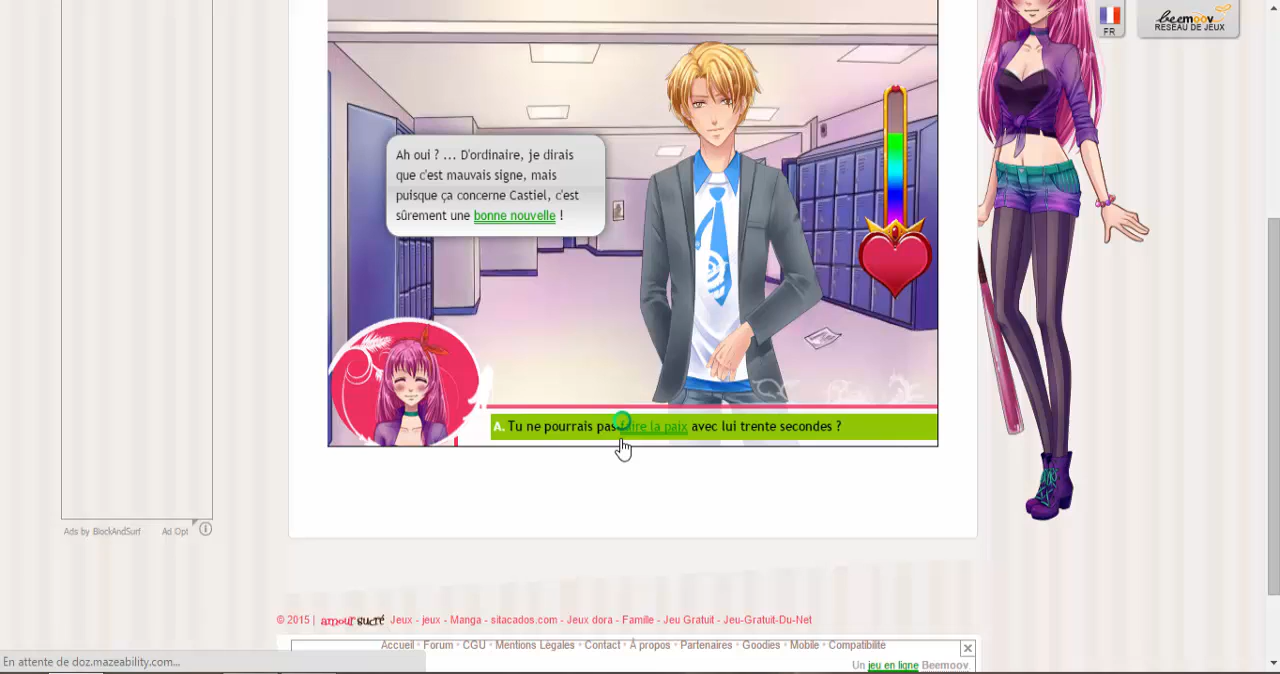 beemoov
RESEAU DE JEUX
FR
Ah oui ? ... D'ordinaire, je dirais
que c'est mauvais signe, mais
puisque ça concerne Castiel, c'est
sûrement une bonne nouvelle !
A. Tu ne pourrais pas faire la paix avec lui trente secondes ?
Ads by BlockAndSurf Ad Opt
© 2015 | amour sucré Jeux - jeux - Manga - sitacados.com - Jeux dora - Famille - Jeu Gratuit - Jeu-Gratuit-Du-Net
Accueil • Forum • CGU • Mentions Légales • Contact • À propos • Partenaires • Goodies • Mobile • Compatibilité
Un jeu en ligne Beemoov
En attente de doz.mazeability.com...